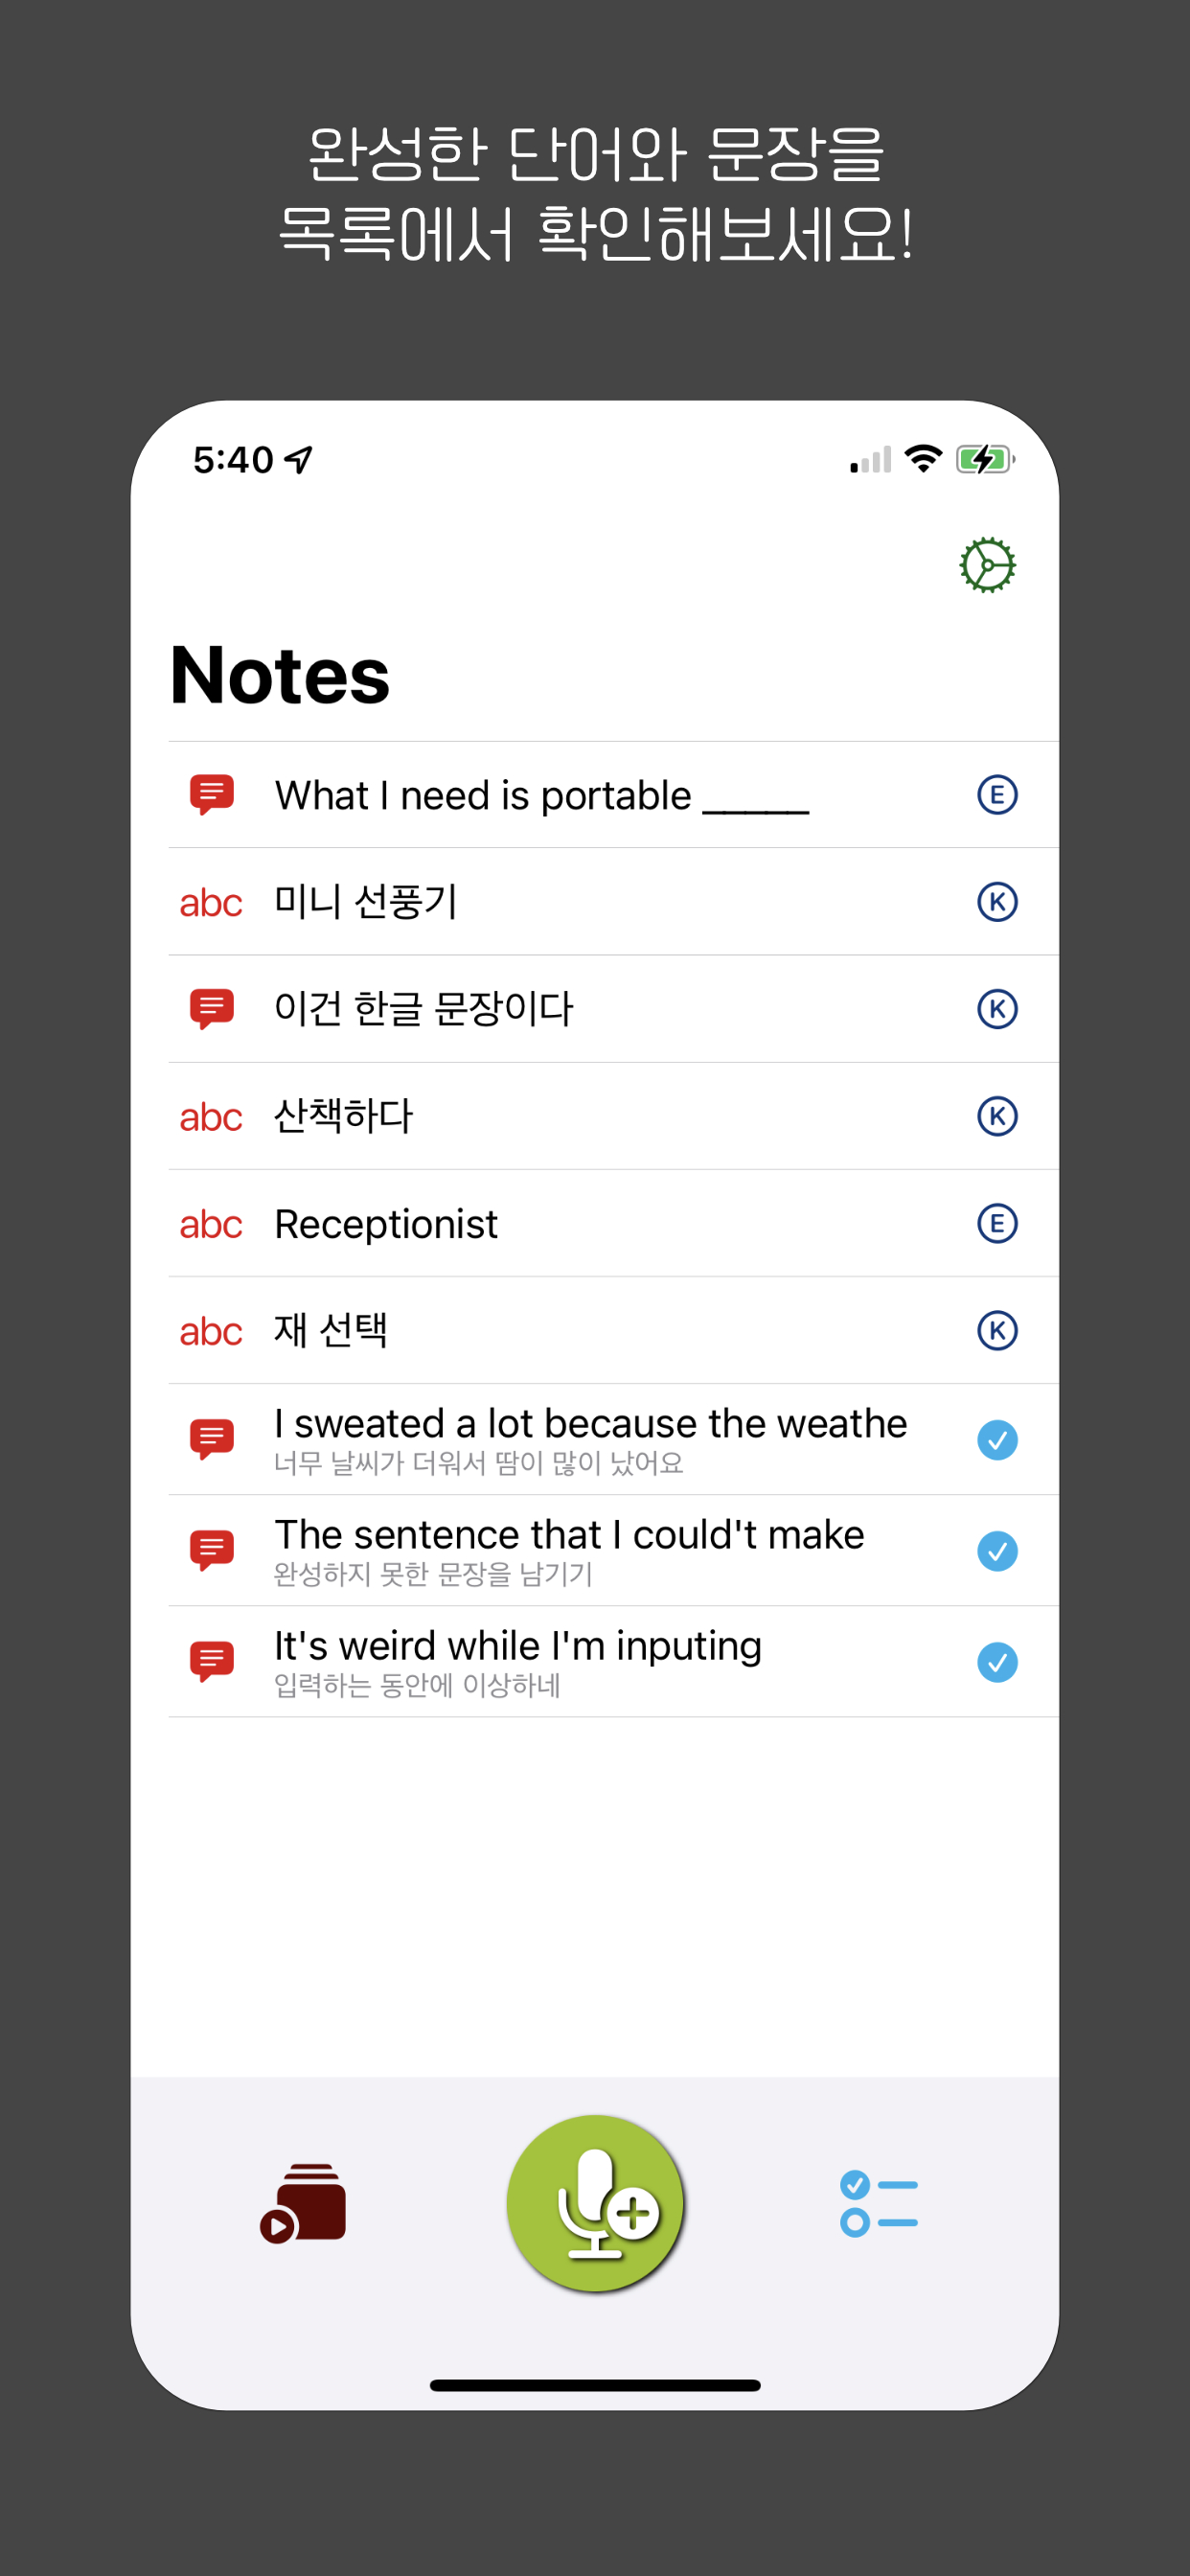 완성한 단어와 문장을
목록에서 확인해보세요!
5:40
Notes
What I need is portable _____
E
abc 미니 선풍기
K
이건 한글 문장이다
K
abc 산책하다
K
abc Receptionist
E
abc 재 선택
K
I sweated a lot because the weathe
너무 날씨가 더워서 땀이 많이 났어요
The sentence that I could't make
완성하지 못한 문장을 남기기
It's weird while I'm inputing
입력하는 동안에 이상하네